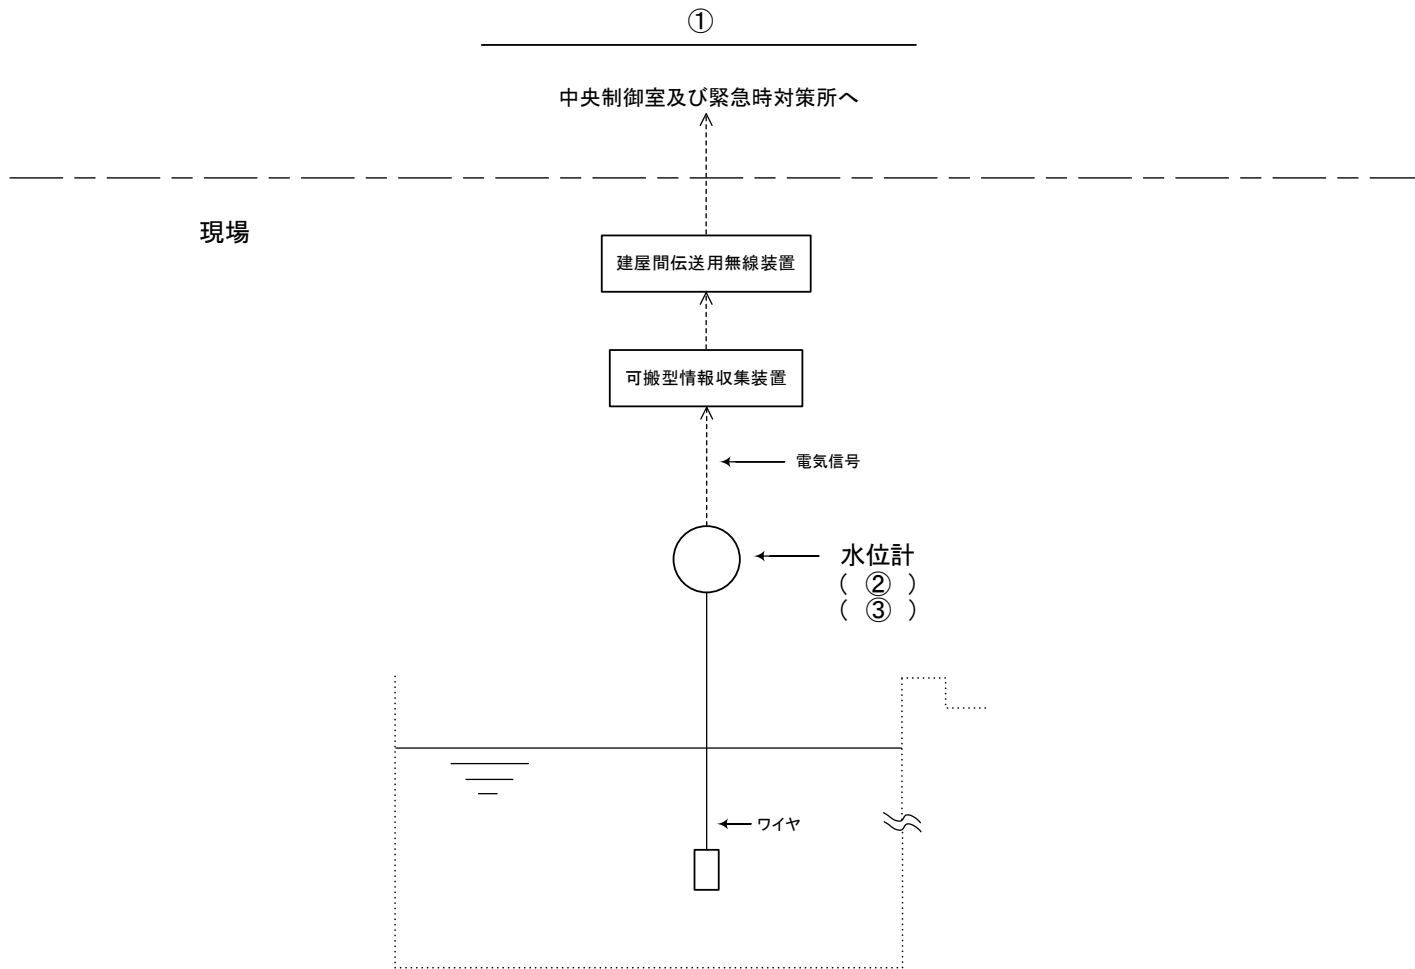 ①
中央制御室及び緊急時対策所へ
現場
建屋間伝送用無線装置
可搬型情報収集装置
電気信号
水位計
( ② )
( ③ )
ワイヤ